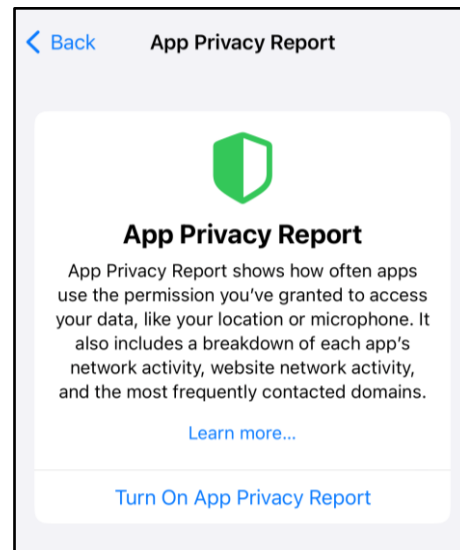 Back
App Privacy Report
App Privacy Report
App Privacy Report shows how often apps
use the permission you’ve granted to access
your data, like your location or microphone. It
also includes a breakdown of each app’s
network activity, website network activity,
and the most frequently contacted domains.
Learn more...
Turn On App Privacy Report